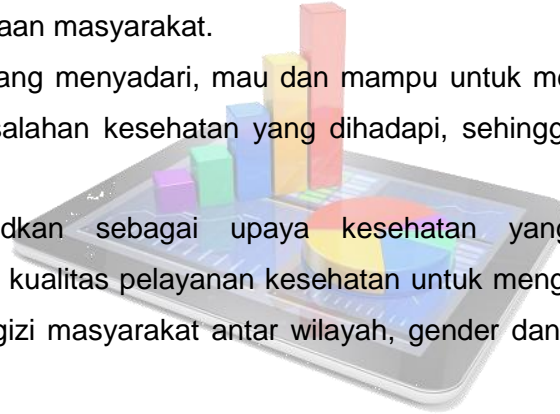 aan masyarakat.
ang menyadari, mau dan mampu untuk me
salahan kesehatan yang dihadapi, sehingg
dkan sebagai upaya kesehatan yang
kualitas pelayanan kesehatan untuk meng
gizi masyarakat antar wilayah, gender dan